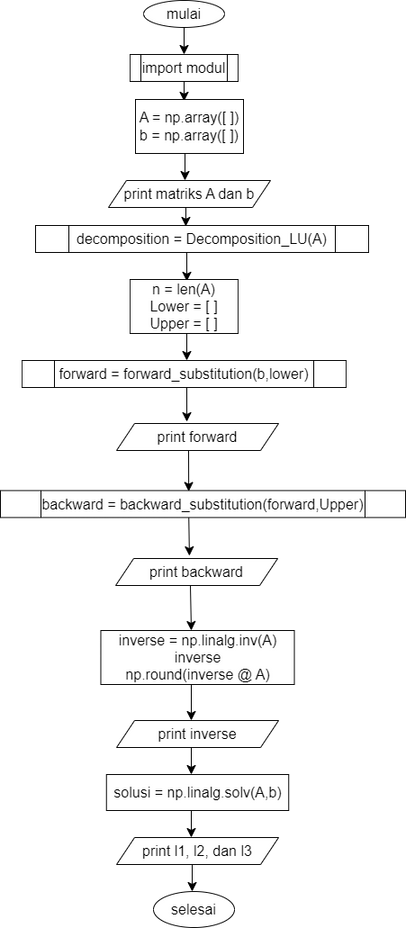 mulai
import modul
A = np.array([ ])
b = np.array([ ])
print matriks A dan b
decomposition = Decomposition_LU(A)
n = len(A)
Lower = [ ]
Upper = [ ]
forward = forward_substitution(b,lower)
print forward
backward = backward_substitution(forward,Upper)
print backward
inverse = np.linalg.inv(A)
inverse
np.round(inverse @ A)
print inverse
solusi = np.linalg.solv(A,b)
print I1, I2, dan I3
selesai